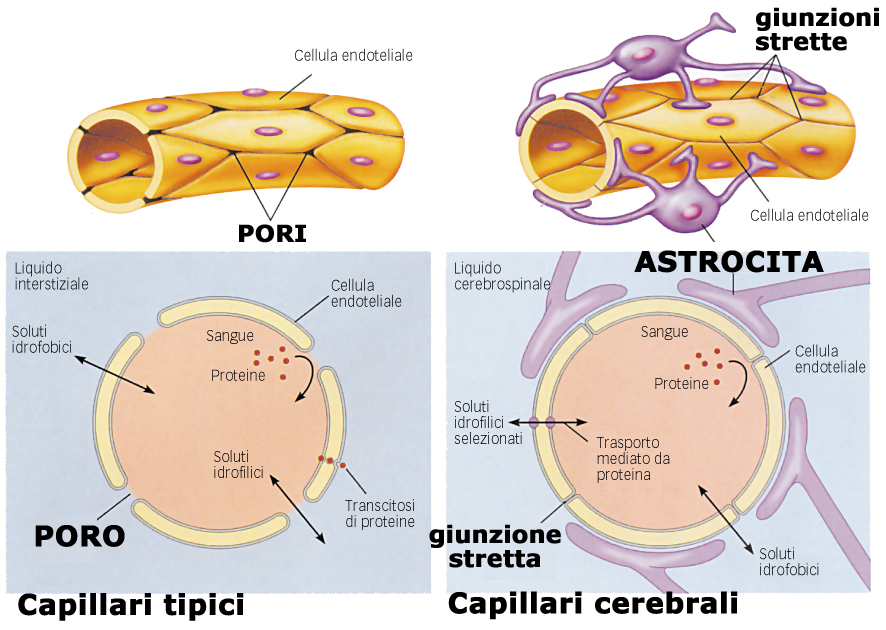 Cellula endoteliale
PORI
giunzioni
strette
Cellula endoteliale
ASTROCITA
Liquido
interstiziale
Cellula
endoteliale
Soluti
idrofobici
Sangue
Proteine
Soluti
idrofilici
Transcitosi
di proteine
PORO
Capillari tipici
Liquido
cerebrospinale
Sangue
Proteine
Cellula
endoteliale
Soluti
idrofilici
selezionati
Trasporto
mediato da
proteina
giunzione
stretta
Soluti
idrofobici
Capillari cerebrali